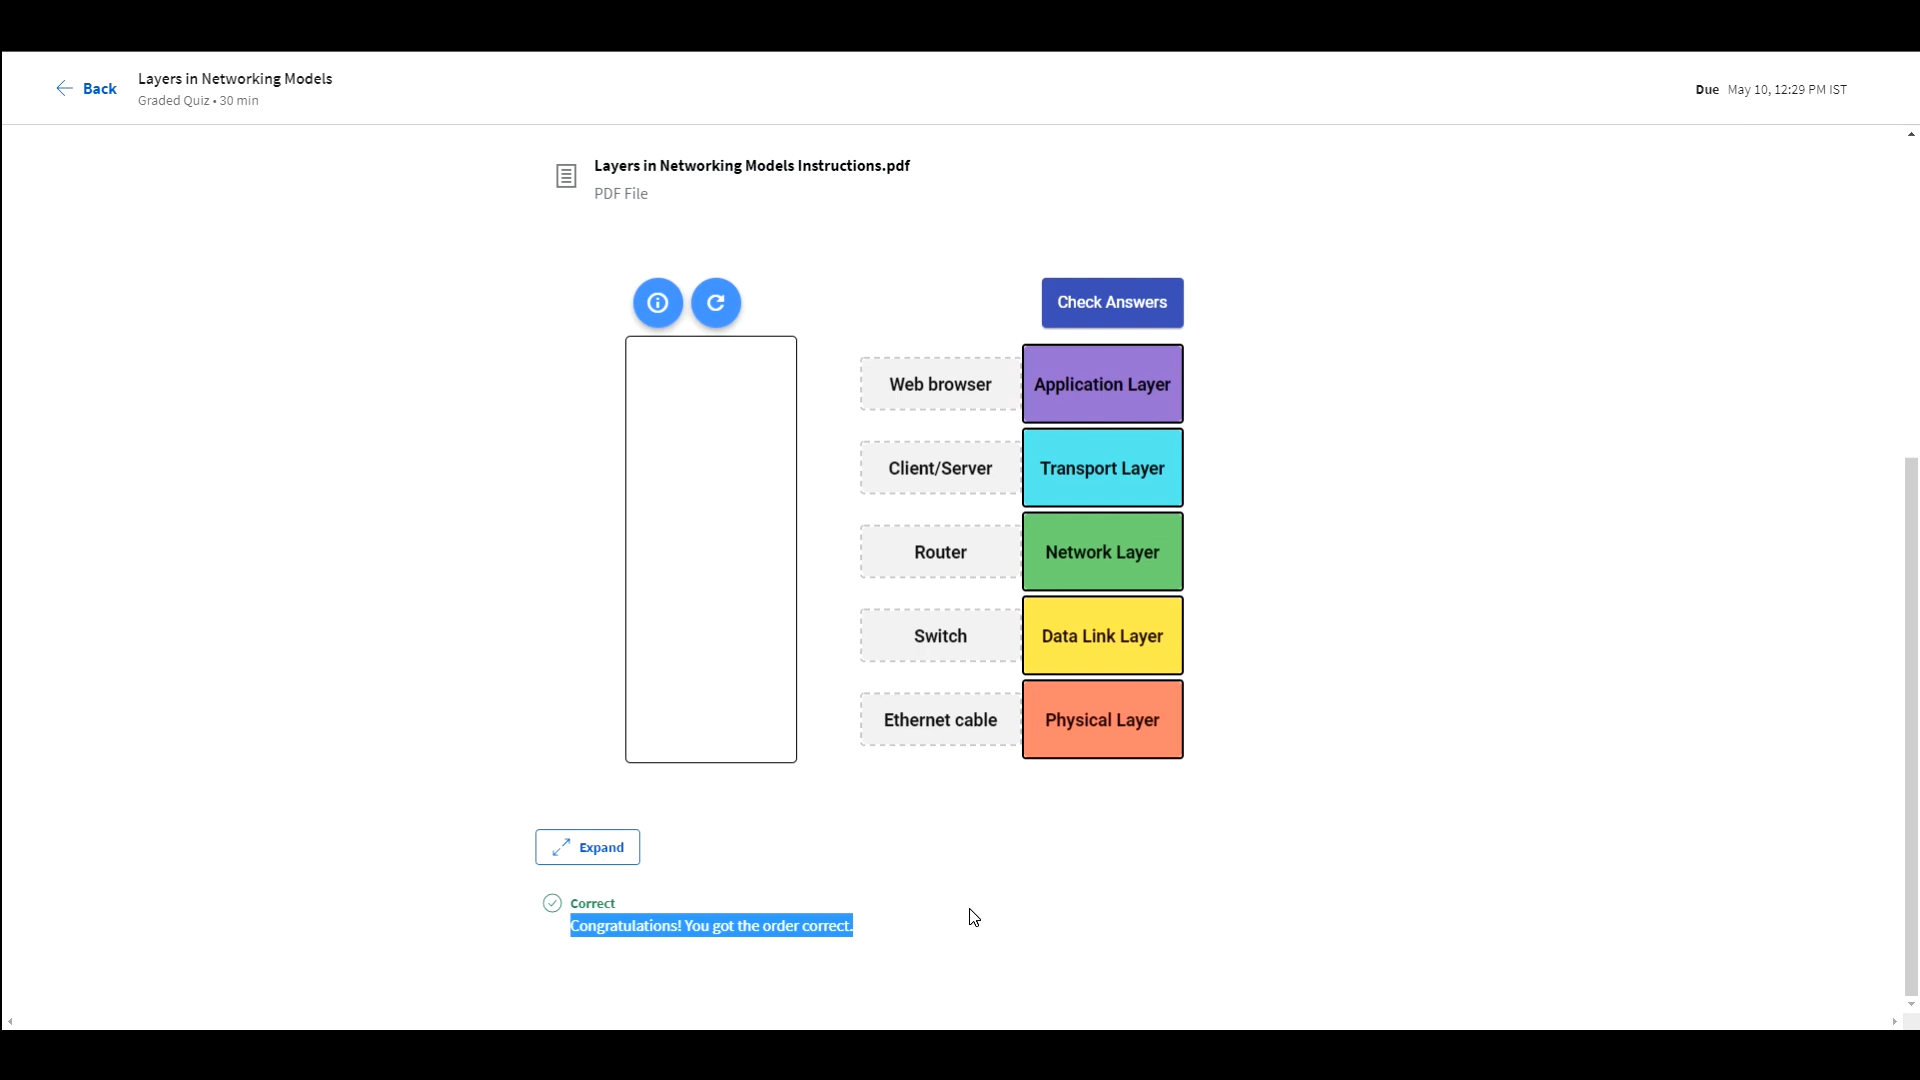 Back
Layers in Networking Models
Graded Quiz • 30 min
Due May 10, 12:29 PM IST
Layers in Networking Models Instructions.pdf
PDF File
Check Answers
Web browser Application Layer
Client/Server Transport Layer
Router Network Layer
Switch Data Link Layer
Ethernet cable Physical Layer
Expand
Correct
Congratulations! You got the order correct.